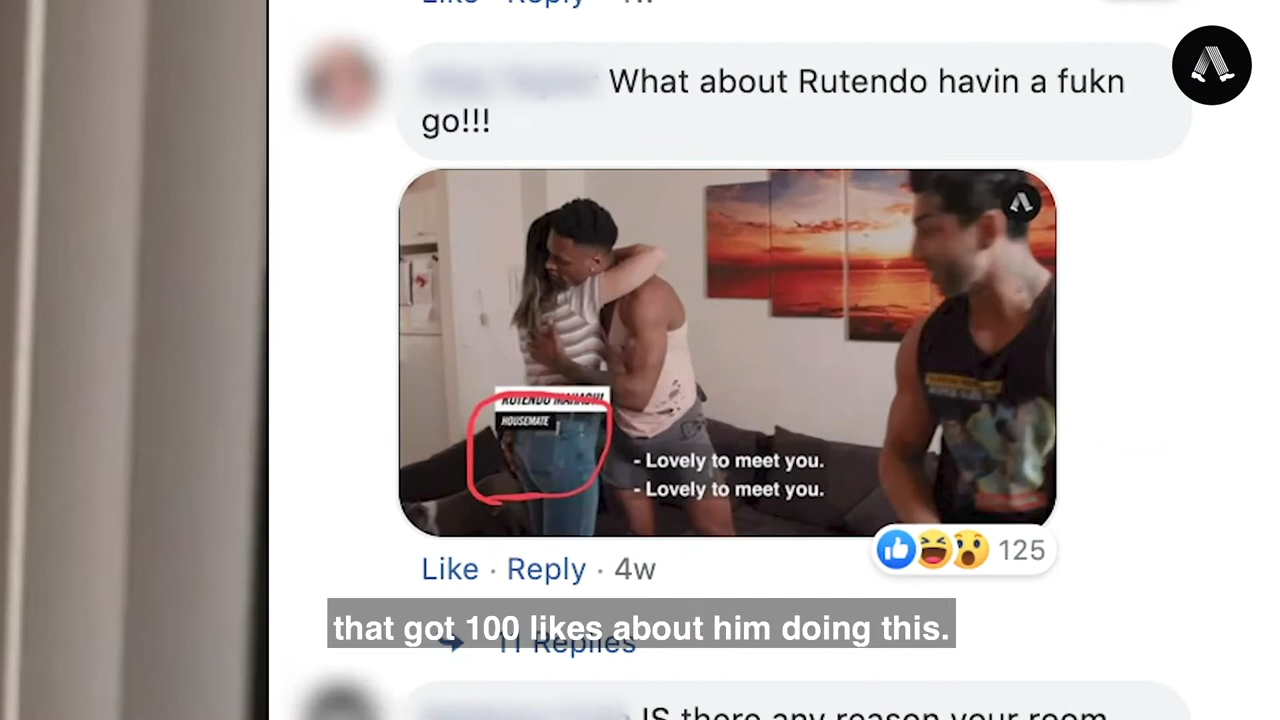 Like · Reply
What about Rutendo havin a fukn
go!!!
RUTENDO MAHACHI
HOUSEMATE
- Lovely to meet you.
- Lovely to meet you.
125
Like · Reply · 4w
that got 100 likes about him doing this.
11 Replies
IS there any reason your room